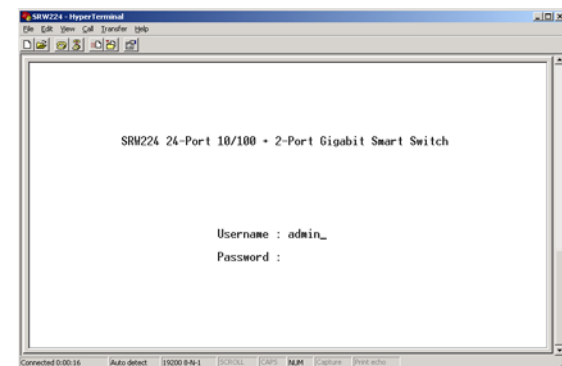 SRW224 - HyperTerminal
File Edit View Call Transfer Help
SRW224 24-Port 10/100 + 2-Port Gigabit Smart Switch
Username : admin_
Password :
Connected 0:00:16 Auto detect 19200 8-N-1 SCROLL CAPS NUM Capture Print echo